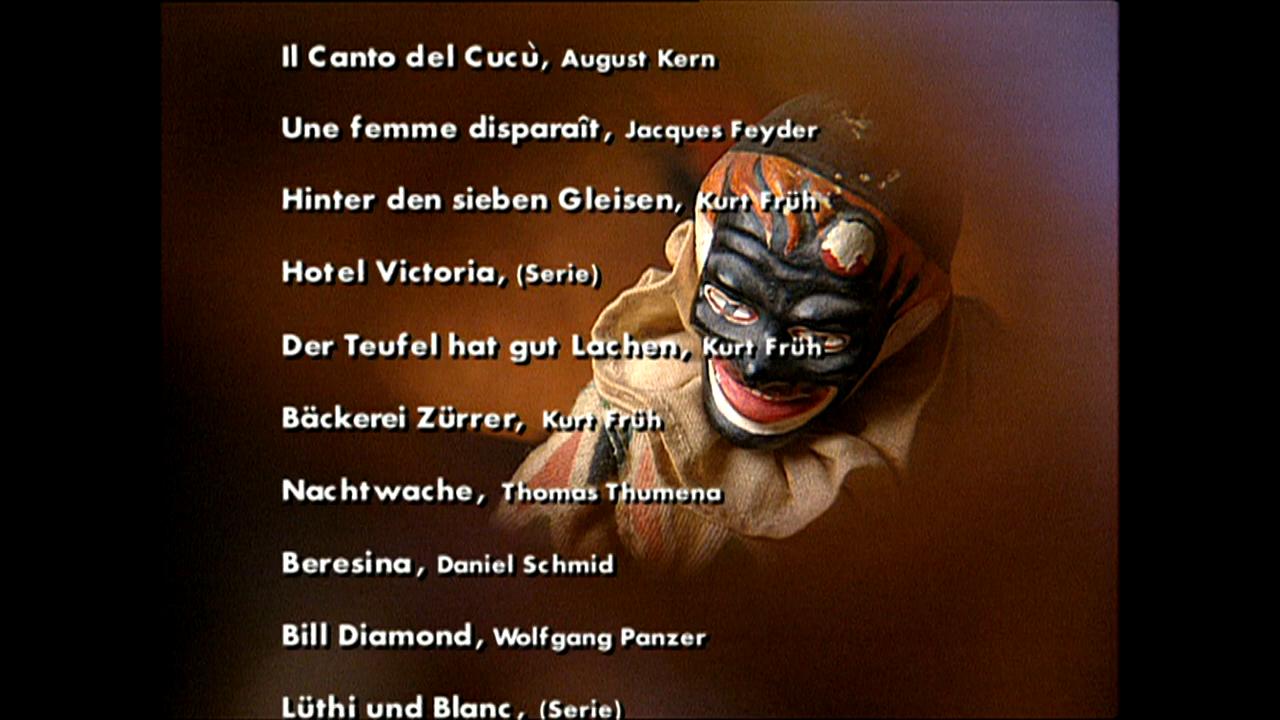 Il Canto del Cucù, August Kern
Une femme disparaît, Jacques Feyder
Hinter den sieben Gleisen, Kurt Früh
Hotel Victoria, (Serie)
Der Teufel hat gut Lachen, Kurt Früh
Bäckerei Zürrer, Kurt Früh
Nachtwache, Thomas Thumena
Beresina, Daniel Schmid
Bill Diamond, Wolfgang Panzer
Lüthi und Blanc, (Serie)